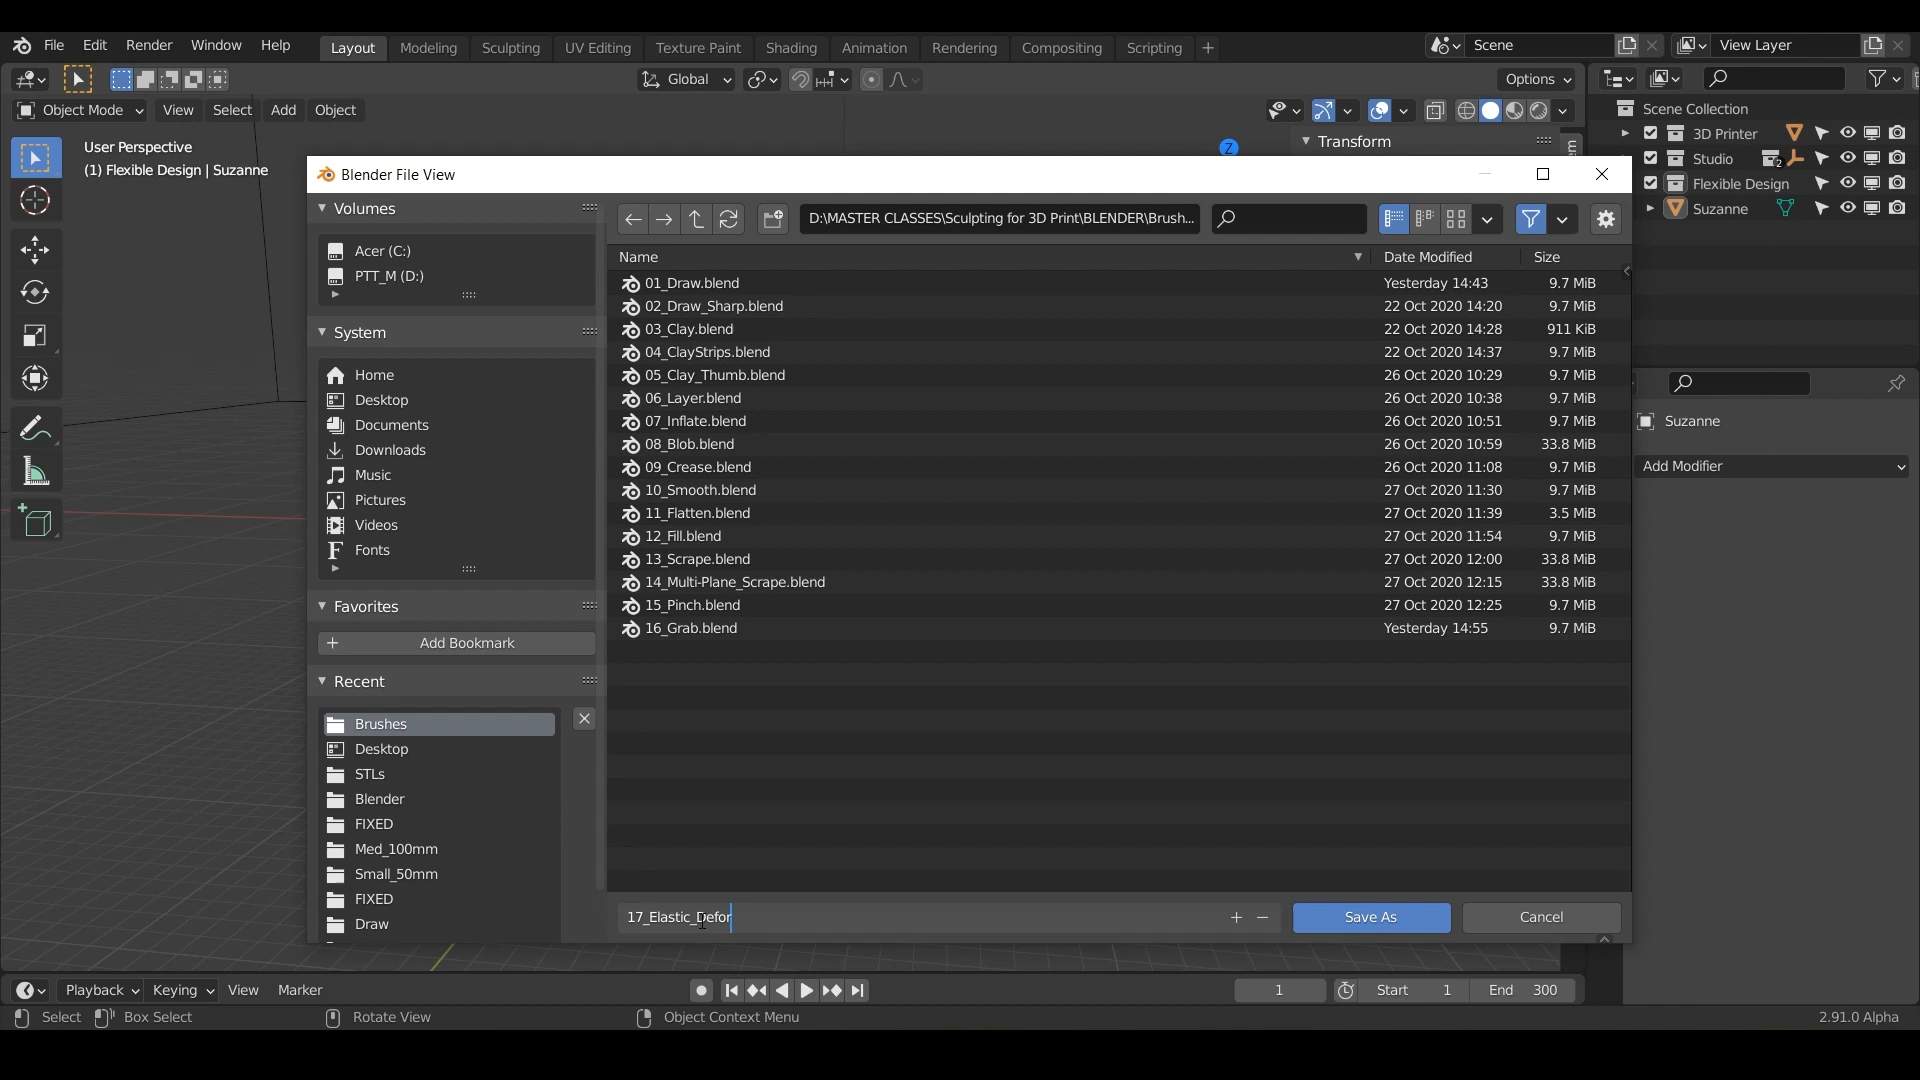 File Edit Render Window Help Layout Modeling Sculpting UV Editing Texture Paint Shading Animation Rendering Compositing Scripting + Scene View Layer
Global Options
Object Mode View Select Add Object
User Perspective
(1) Flexible Design | Suzanne
Z
Transform
Scene Collection
3D Printer
Studio 2
Flexible Design
Suzanne
Suzanne
Add Modifier
Blender File View
Volumes
Acer (C:)
PTT_M (D:)
System
Home
Desktop
Documents
Downloads
Music
Pictures
Videos
Fonts
Favorites
Add Bookmark
Recent
Brushes
Desktop
STLs
Blender
FIXED
Med_100mm
Small_50mm
FIXED
Draw
D:\MASTER CLASSES\Sculpting for 3D Print\BLENDER\Brush...
Name Date Modified Size
01_Draw.blend Yesterday 14:43 9.7 MiB
02_Draw_Sharp.blend 22 Oct 2020 14:20 9.7 MiB
03_Clay.blend 22 Oct 2020 14:28 911 KiB
04_ClayStrips.blend 22 Oct 2020 14:37 9.7 MiB
05_Clay_Thumb.blend 26 Oct 2020 10:29 9.7 MiB
06_Layer.blend 26 Oct 2020 10:38 9.7 MiB
07_Inflate.blend 26 Oct 2020 10:51 9.7 MiB
08_Blob.blend 26 Oct 2020 10:59 33.8 MiB
09_Crease.blend 26 Oct 2020 11:08 9.7 MiB
10_Smooth.blend 27 Oct 2020 11:30 9.7 MiB
11_Flatten.blend 27 Oct 2020 11:39 3.5 MiB
12_Fill.blend 27 Oct 2020 11:54 9.7 MiB
13_Scrape.blend 27 Oct 2020 12:00 33.8 MiB
14_Multi-Plane_Scrape.blend 27 Oct 2020 12:15 33.8 MiB
15_Pinch.blend 27 Oct 2020 12:25 9.7 MiB
16_Grab.blend Yesterday 14:55 9.7 MiB
17_Elastic_Defor Save As Cancel
Playback Keying View Marker 1 Start 1 End 300
Select Box Select Rotate View Object Context Menu 2.91.0 Alpha